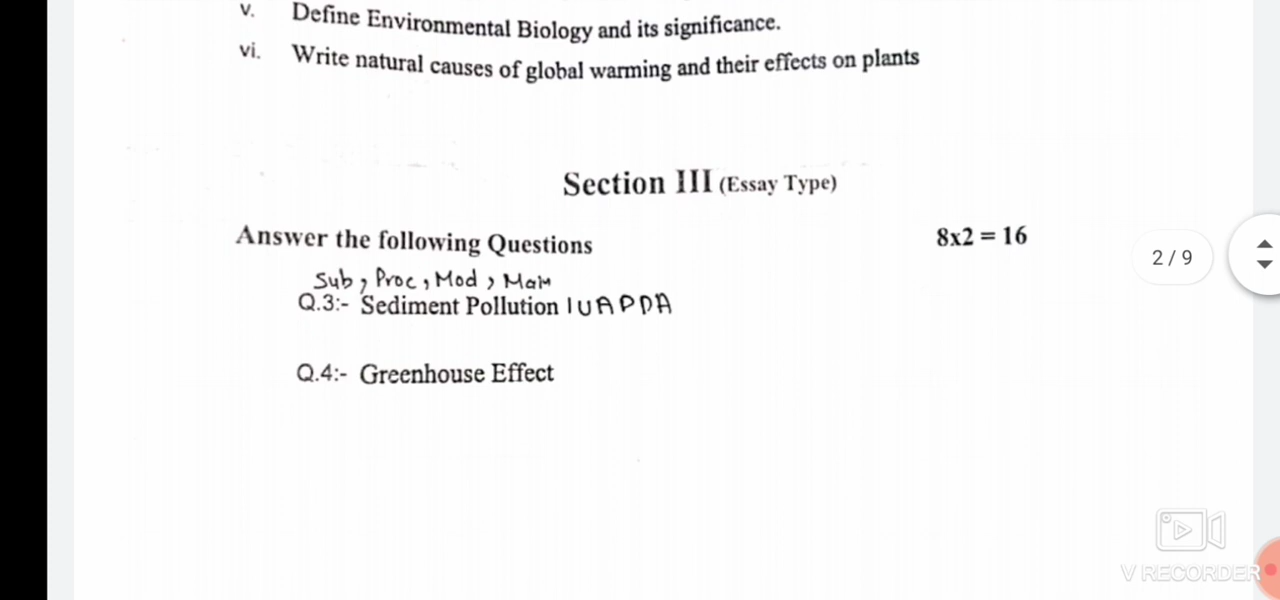 v. Define Environmental Biology and its significance.
vi. Write natural causes of global warming and their effects on plants
Section III (Essay Type)
Answer the following Questions 8x2 = 16
2 / 9
Sub, Proc, Mod, Main
Q.3:- Sediment Pollution IUAPDA
Q.4:- Greenhouse Effect
V RECORDER